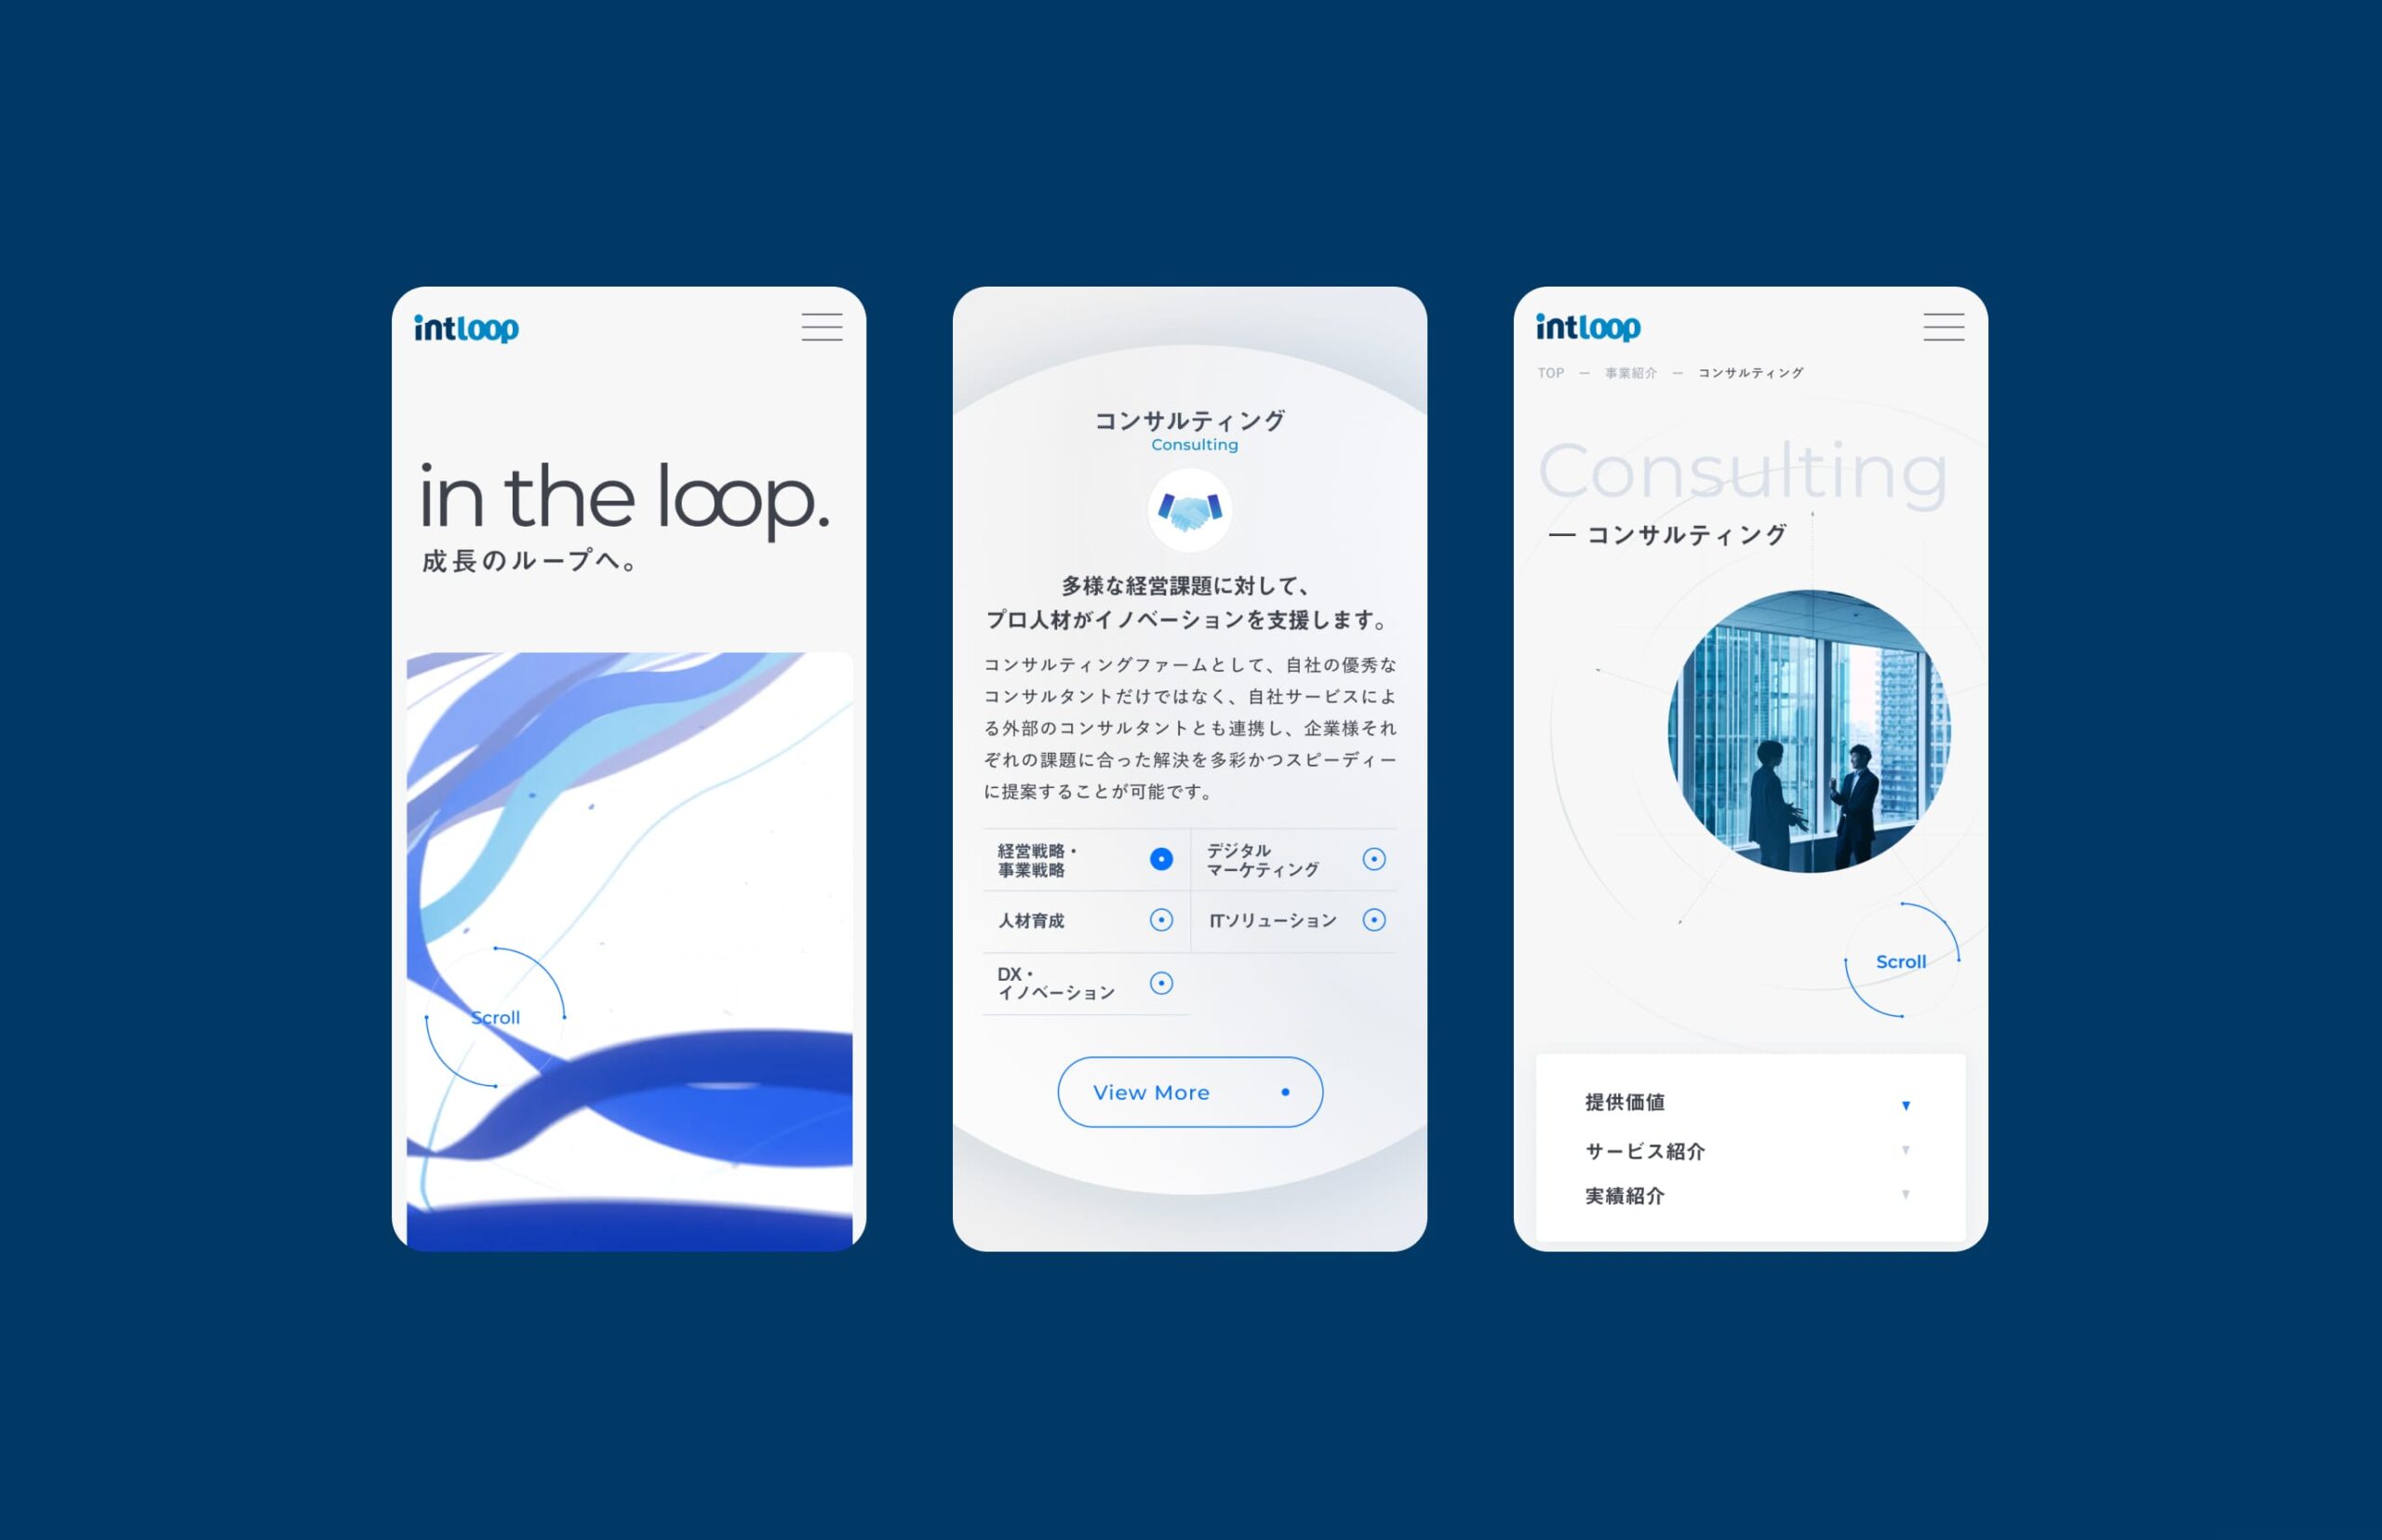 intloop
in the loop.
成長のループへ。
Scroll
コンサルティング
Consulting
多様な経営課題に対して、
プロ人材がイノベーションを支援します。
コンサルティングファームとして、自社の優秀な
コンサルタントだけではなく、自社サービスによ
る外部のコンサルタントとも連携し、企業様それ
ぞれの課題に合った解決を多彩かつスピーディー
に提案することが可能です。
経営戦略・
事業戦略
デジタル
マーケティング
人材育成
ITソリューション
DX・
イノベーション
View More
intloop
TOP ー 事業紹介 ー コンサルティング
Consulting
— コンサルティング
Scroll
提供価値
サービス紹介
実績紹介